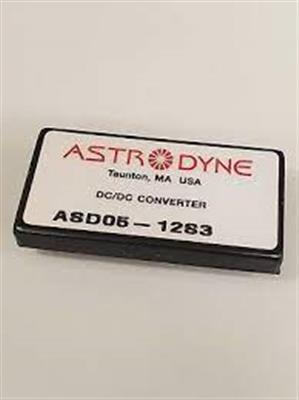 ASTRODYNE
Taunton, MA USA
DC/DC CONVERTER
ASD05-12S3